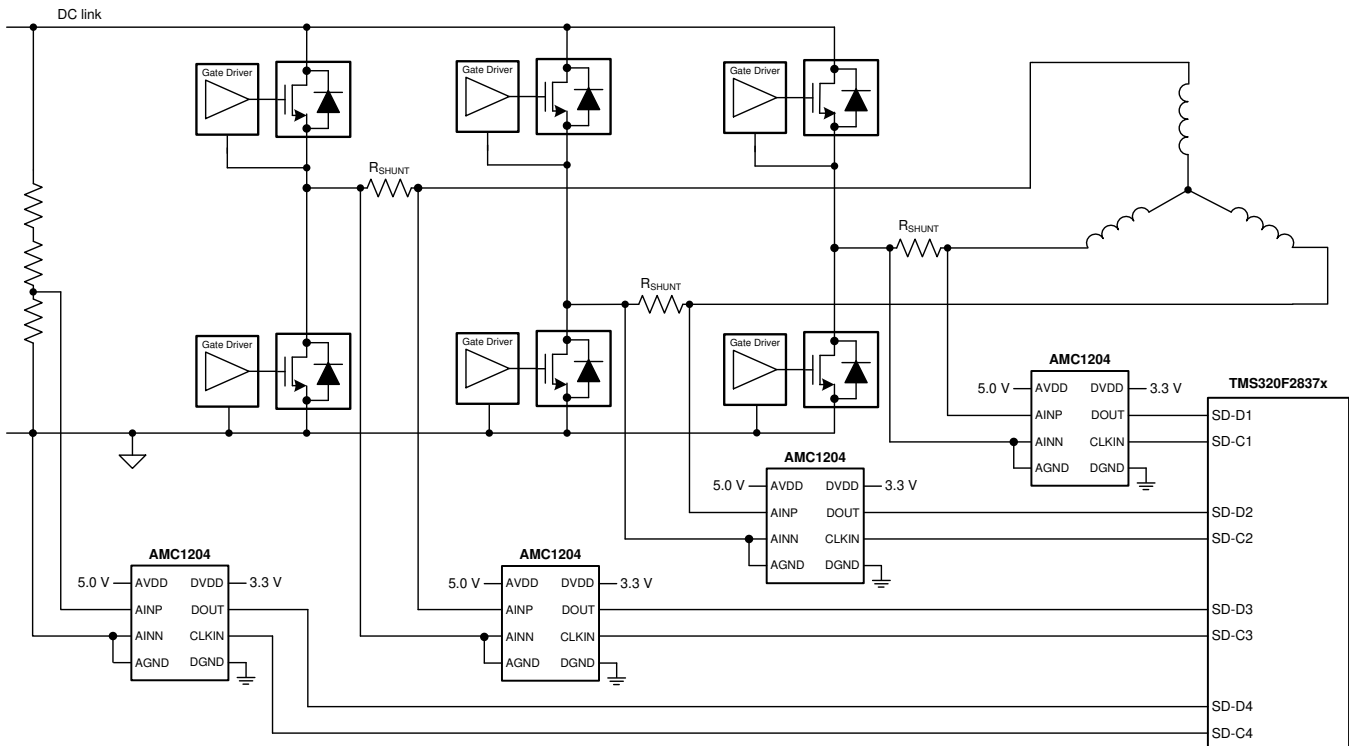 DC link
Gate Driver
Gate Driver
Gate Driver
RSHUNT
RSHUNT
RSHUNT
Gate Driver
Gate Driver
Gate Driver
AMC1204
5.0 V AVDD DVDD 3.3 V
AINP DOUT
AINN CLKIN
AGND DGND
TMS320F2837x
SD-D1
SD-C1
SD-D2
SD-C2
SD-D3
SD-C3
SD-D4
SD-C4
AMC1204
5.0 V AVDD DVDD 3.3 V
AINP DOUT
AINN CLKIN
AGND DGND
AMC1204
5.0 V AVDD DVDD 3.3 V
AINP DOUT
AINN CLKIN
AGND DGND
AMC1204
5.0 V AVDD DVDD 3.3 V
AINP DOUT
AINN CLKIN
AGND DGND